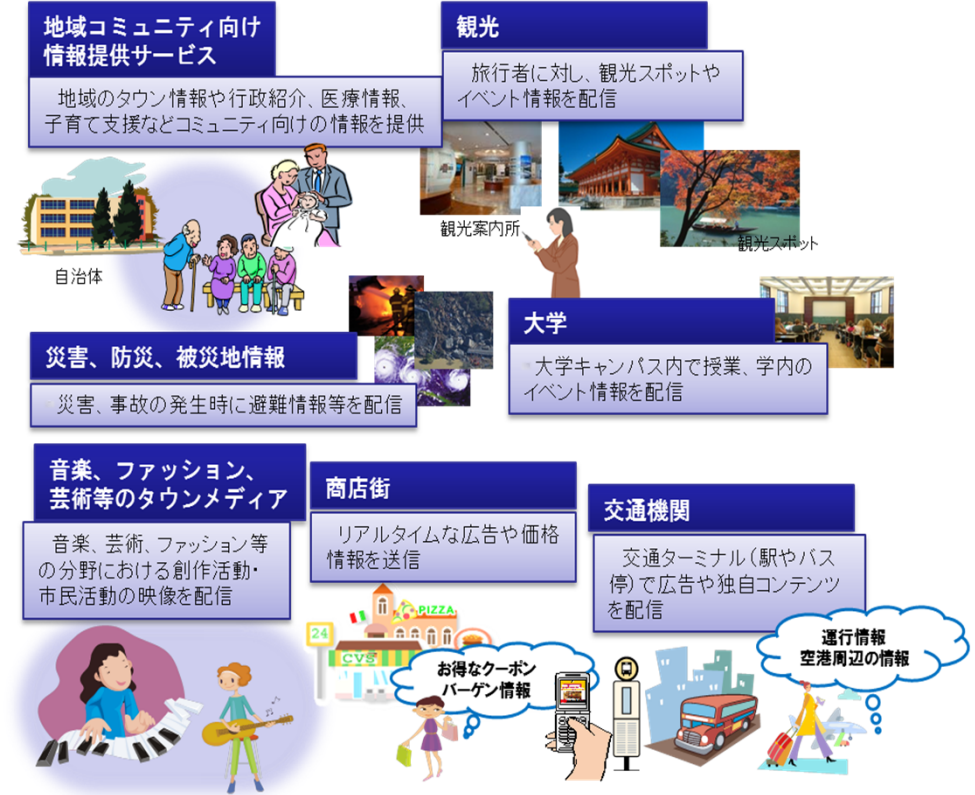 地域コミュニティ向け
情報提供サービス
地域のタウン情報や行政紹介、医療情報、
子育て支援などコミュニティ向けの情報を提供
自治体
観光
旅行者に対し、観光スポットや
イベント情報を配信
観光案内所
観光スポット
災害、防災、被災地情報
災害、事故の発生時に避難情報等を配信
大学
大学キャンパス内で授業、学内の
イベント情報を配信
音楽、ファッション、
芸術等のタウンメディア
音楽、芸術、ファッション等
の分野における創作活動・
市民活動の映像を配信
商店街
リアルタイムな広告や価格
情報を送信
PIZZA
24
CVS
お得なクーポン
バーゲン情報
交通機関
交通ターミナル（駅やバス
停）で広告や独自コンテンツ
を配信
運行情報
空港周辺の情報